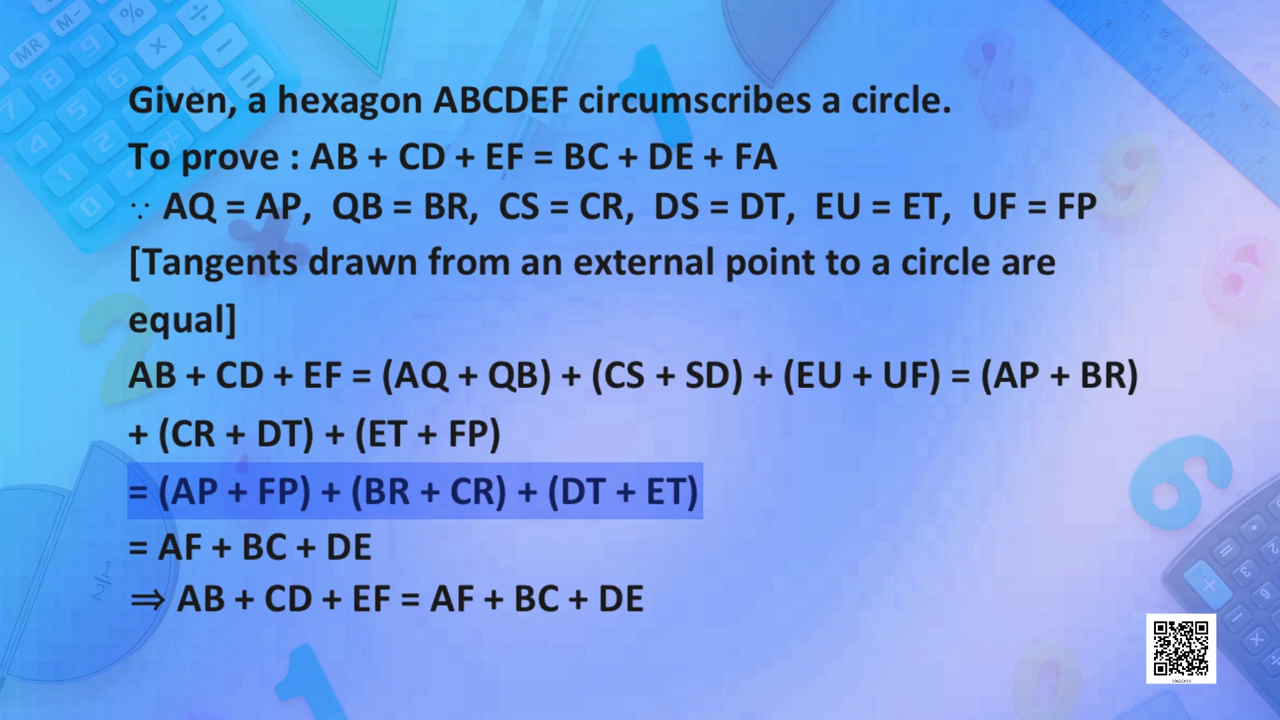 Given, a hexagon ABCDEF circumscribes a circle.
To prove : AB + CD + EF = BC + DE + FA
∵ AQ = AP, QB = BR, CS = CR, DS = DT, EU = ET, UF = FP
[Tangents drawn from an external point to a circle are
equal]
AB + CD + EF = (AQ + QB) + (CS + SD) + (EU + UF) = (AP + BR)
+ (CR + DT) + (ET + FP)
= (AP + FP) + (BR + CR) + (DT + ET)
= AF + BC + DE
⇒ AB + CD + EF = AF + BC + DE